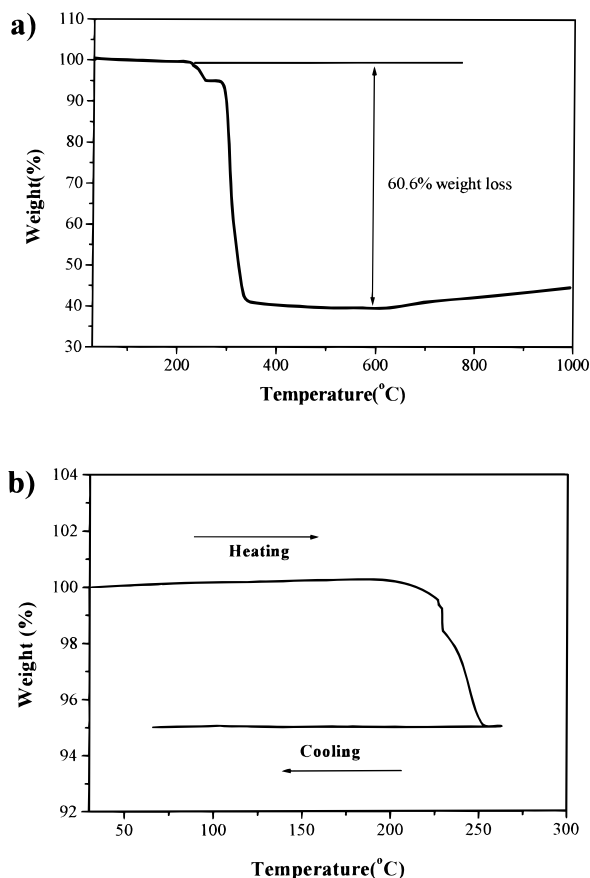 a)
110
100
90
80
70
60
50
40
30
Weight(%)
60.6% weight loss
200 400 600 800 1000
Temperature(°C)
b)
104
102
100
98
96
94
92
Weight (%)
Heating
Cooling
50 100 150 200 250 300
Temperature(°C)